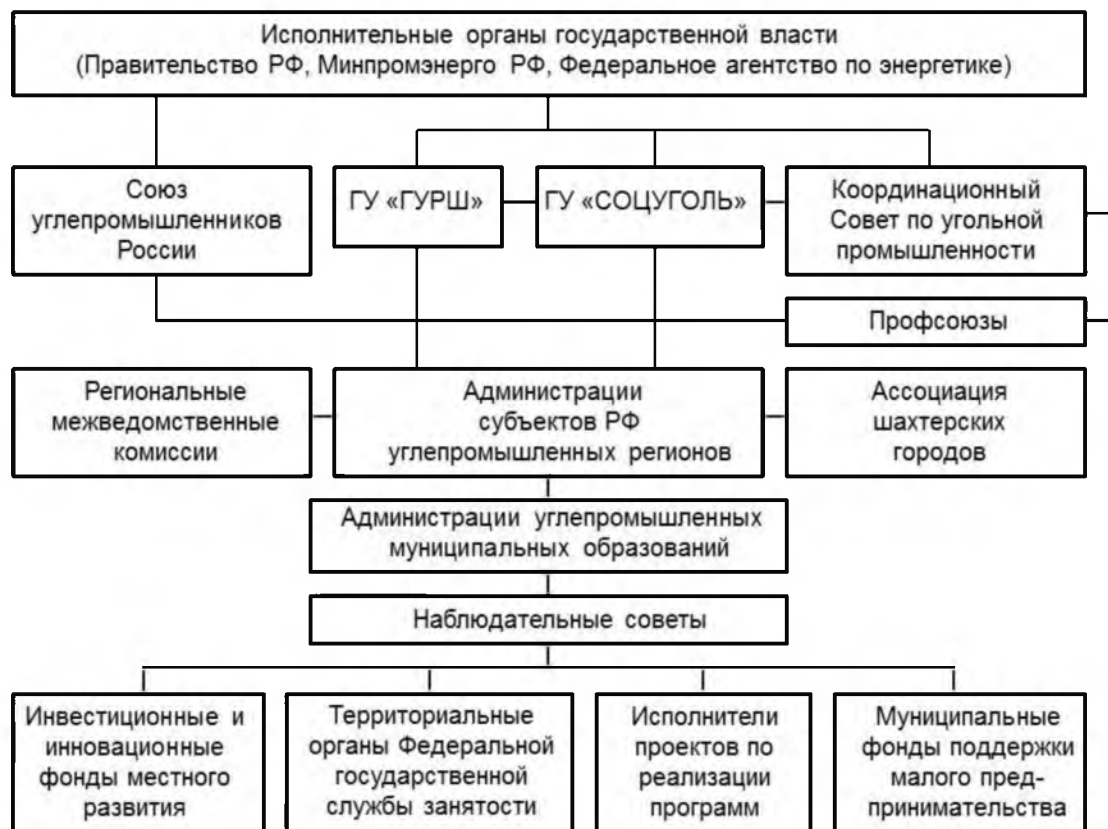 Исполнительные органы государственной власти
(Правительство РФ, Минпромэнерго РФ, Федеральное агентство по энергетике)
Союз
углепромышленников
России
ГУ «ГУРШ»
ГУ «СОЦУГОЛЬ»
Координационный
Совет по угольной
промышленности
Профсоюзы
Региональные
межведомственные
комиссии
Администрации
субъектов РФ
углепромышленных регионов
Ассоциация
шахтерских
городов
Администрации углепромышленных
муниципальных образований
Наблюдательные советы
Инвестиционные и
инновационные
фонды местного
развития
Территориальные
органы Федеральной
государственной
службы занятости
Исполнители
проектов по
реализации
программ
Муниципальные
фонды поддержки
малого пред-
принимательства